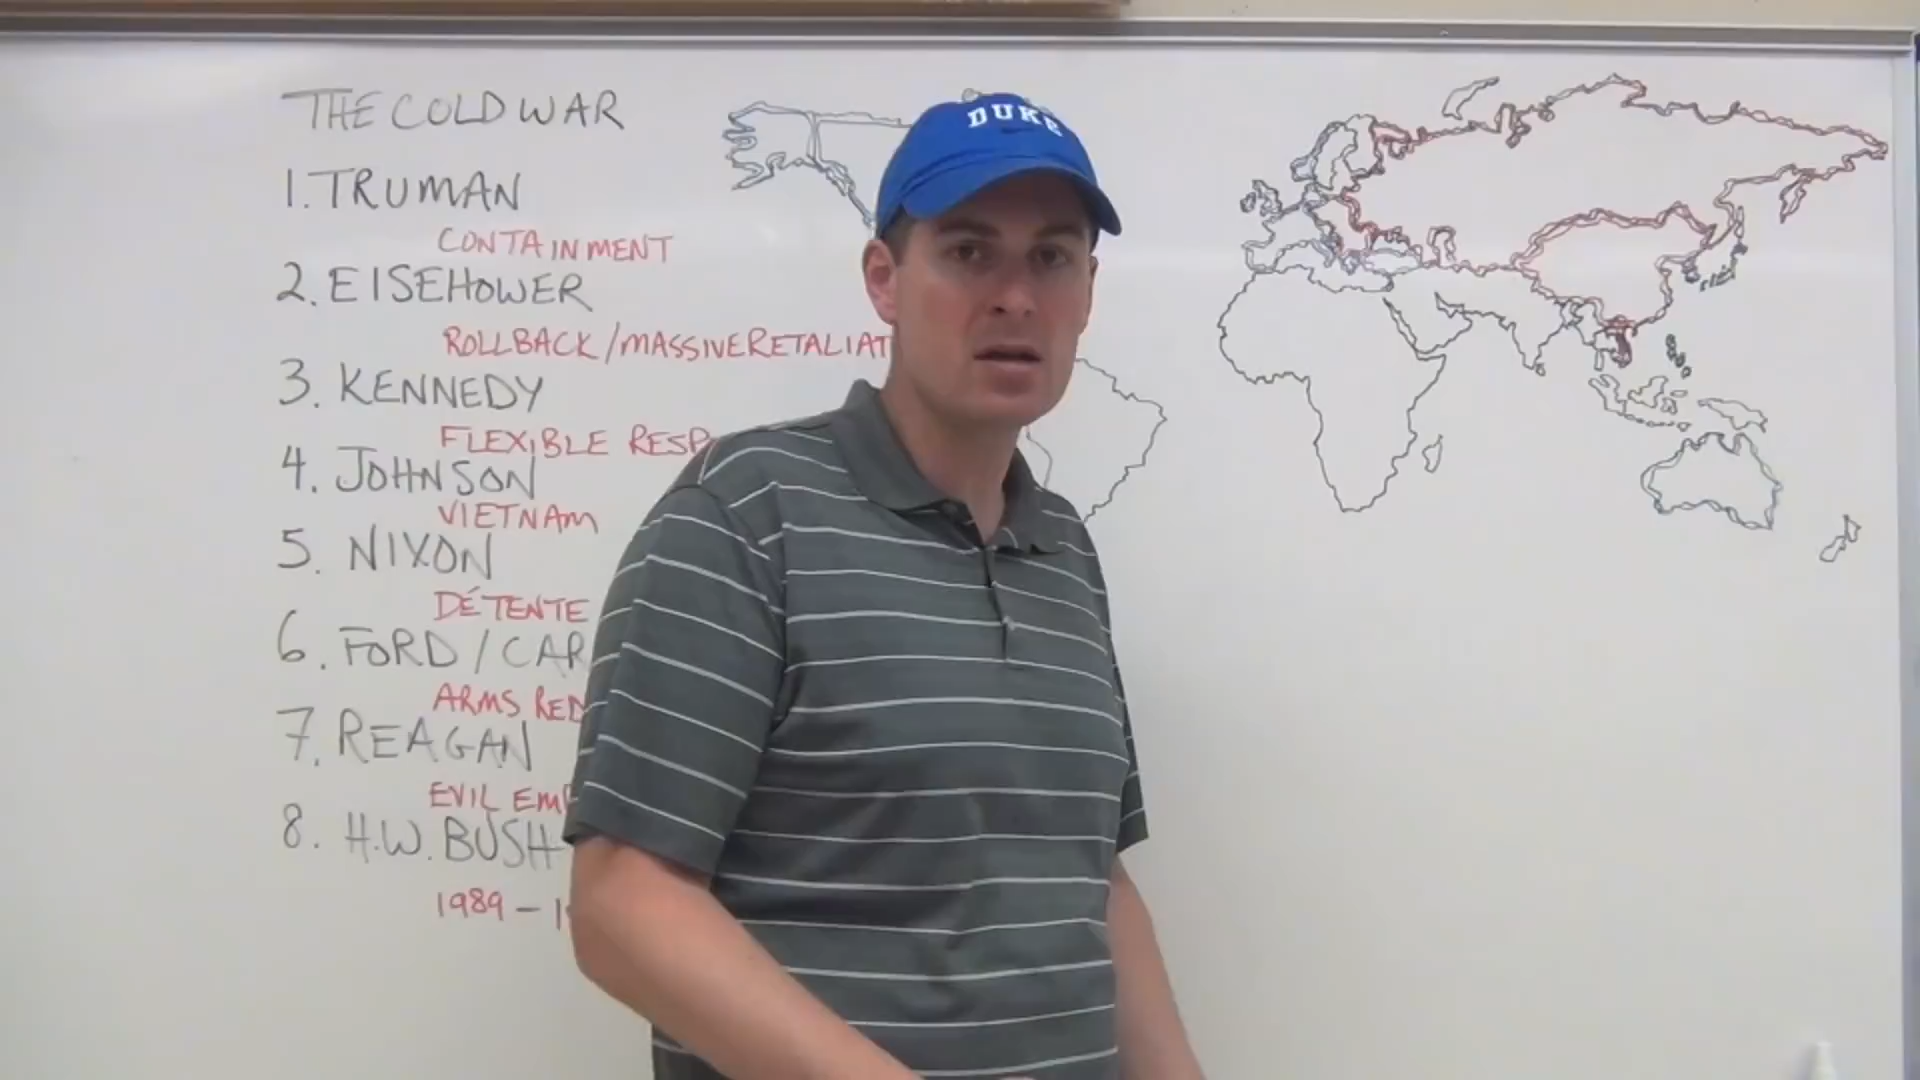 THE COLD WAR
1. TRUMAN
CONTAINMENT
2. EISEHOWER
ROLLBACK / MASSIVE RETALIAT
3. KENNEDY
FLEXIBLE RESP
4. JOHNSON
VIETNAM
5. NIXON
DÉTENTE
6. FORD / CAR
ARMS RED
7. REAGAN
EVIL EMP
8. H.W. BUSH
1989 – 1
DUKE